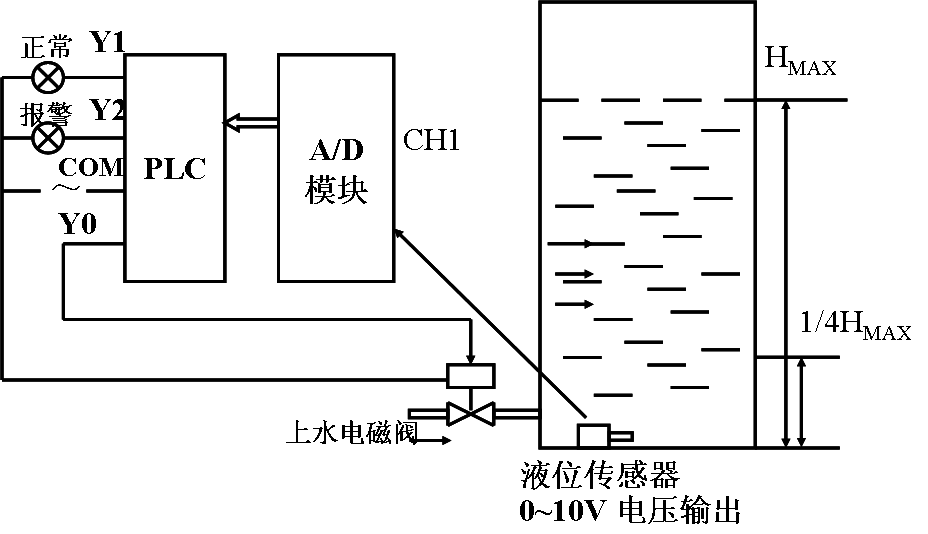 正常 Y1
报警 Y2
COM
~
Y0
PLC
A/D
模块
CH1
H_MAX
1/4H_MAX
上水电磁阀
液位传感器
0~10V 电压输出